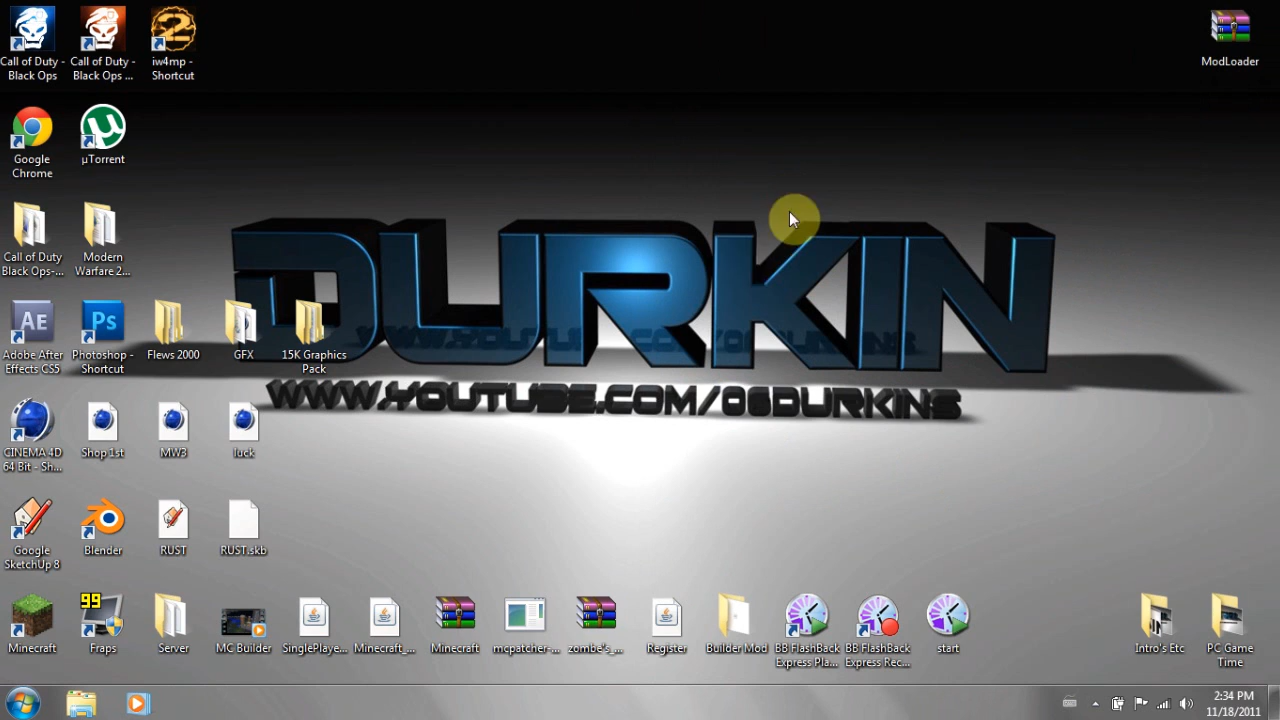 Call of Duty - Black Ops
Call of Duty - Black Ops ...
iw4mp - Shortcut
ModLoader
Google Chrome
µTorrent
Call of Duty Black Ops-...
Modern Warfare 2...
DURKIN
WWW.YOUTUBE.COM/06DURKINS
Ae
Adobe After Effects CS5
Ps
Photoshop - Shortcut
Flews 2000
GFX
15K Graphics Pack
CINEMA 4D 64 Bit - Sh...
Shop 1st
MW3
luck
Google SketchUp 8
Blender
RUST
RUST.skb
Minecraft
99
Fraps
Server
MC Builder
SinglePlaye...
Minecraft_...
Minecraft
mcpatcher-...
zombe's_...
Register
Builder Mod
BB FlashBack Express Pla...
BB FlashBack Express Rec...
start
Intro's Etc
PC Game Time
2:34 PM
11/18/2011